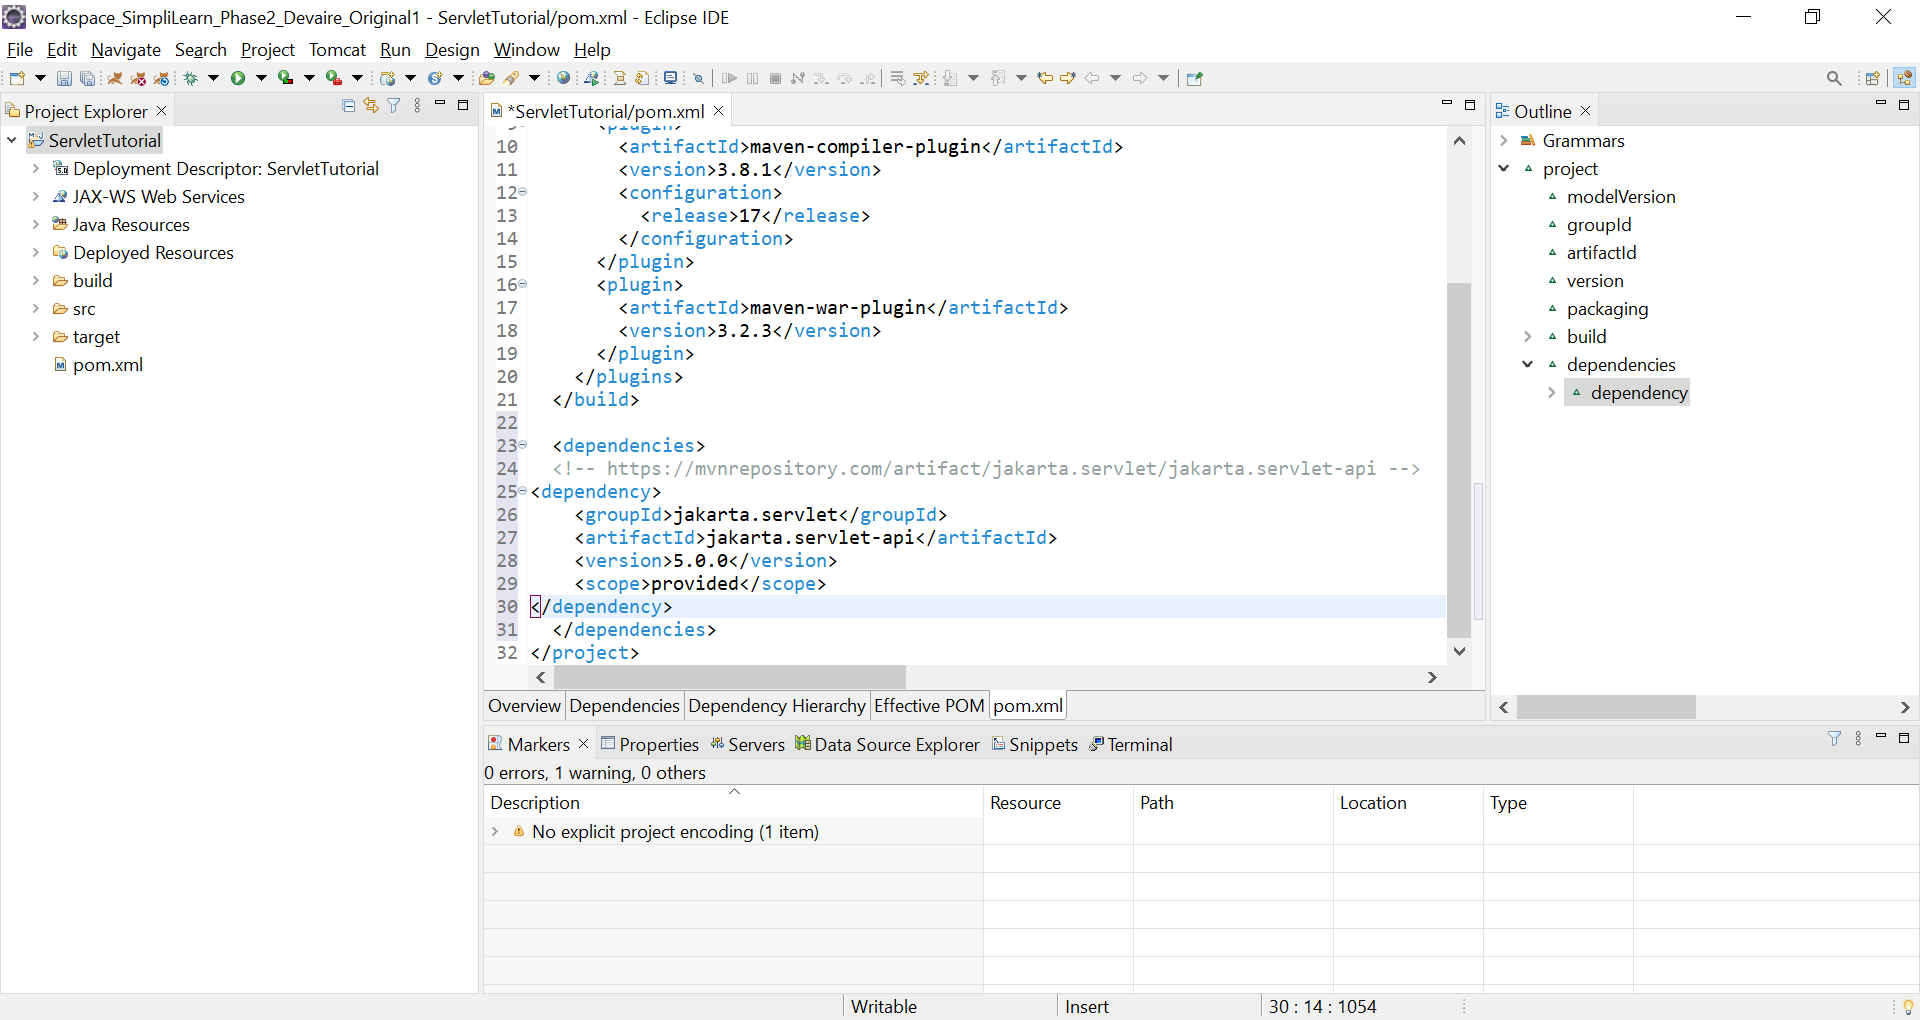 workspace_SimpliLearn_Phase2_Devaire_Original1 - ServletTutorial/pom.xml - Eclipse IDE
File Edit Navigate Search Project Tomcat Run Design Window Help
Project Explorer
ServletTutorial
Deployment Descriptor: ServletTutorial
JAX-WS Web Services
Java Resources
Deployed Resources
build
src
target
pom.xml
*ServletTutorial/pom.xml
9 <plugin>
10 <artifactId>maven-compiler-plugin</artifactId>
11 <version>3.8.1</version>
12 <configuration>
13 <release>17</release>
14 </configuration>
15 </plugin>
16 <plugin>
17 <artifactId>maven-war-plugin</artifactId>
18 <version>3.2.3</version>
19 </plugin>
20 </plugins>
21 </build>
22
23 <dependencies>
24 <!-- https://mvnrepository.com/artifact/jakarta.servlet/jakarta.servlet-api -->
25 <dependency>
26 <groupId>jakarta.servlet</groupId>
27 <artifactId>jakarta.servlet-api</artifactId>
28 <version>5.0.0</version>
29 <scope>provided</scope>
30 </dependency>
31 </dependencies>
32 </project>
Overview Dependencies Dependency Hierarchy Effective POM pom.xml
Outline
Grammars
project
modelVersion
groupId
artifactId
version
packaging
build
dependencies
dependency
Markers Properties Servers Data Source Explorer Snippets Terminal
0 errors, 1 warning, 0 others
Description Resource Path Location Type
No explicit project encoding (1 item)
Writable Insert 30 : 14 : 1054